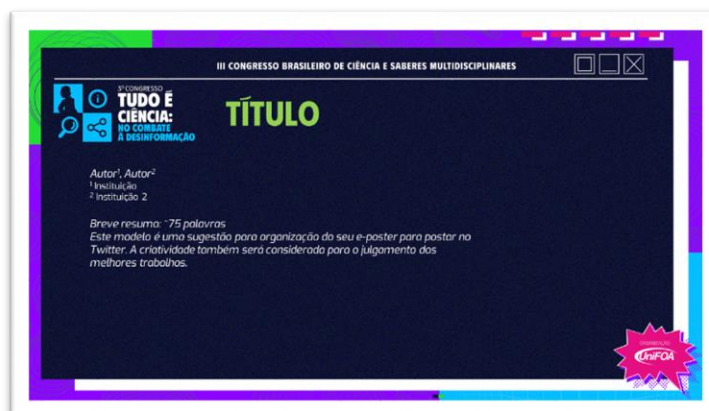 III CONGRESSO BRASILEIRO DE CIÊNCIA E SABERES MULTIDISCIPLINARES
3º CONGRESSO
TUDO É
CIÊNCIA:
NO COMBATE
À DESINFORMAÇÃO
TÍTULO
Autor¹, Autor²
¹ Instituição
² Instituição 2
Breve resumo: ~75 palavras
Este modelo é uma sugestão para organização do seu e-poster para postar no
Twitter. A criatividade também será considerada para o julgamento dos
melhores trabalhos.
ORGANIZAÇÃO
UniFOA